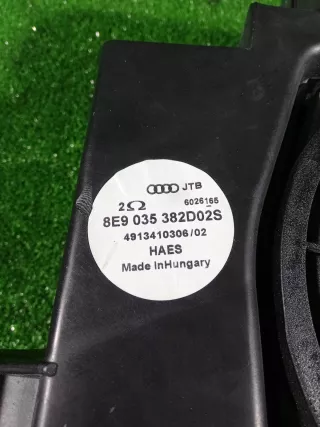 JTB
2Ω 6026165
8E9 035 382D02S
4913410306/02
HAES
Made inHungary